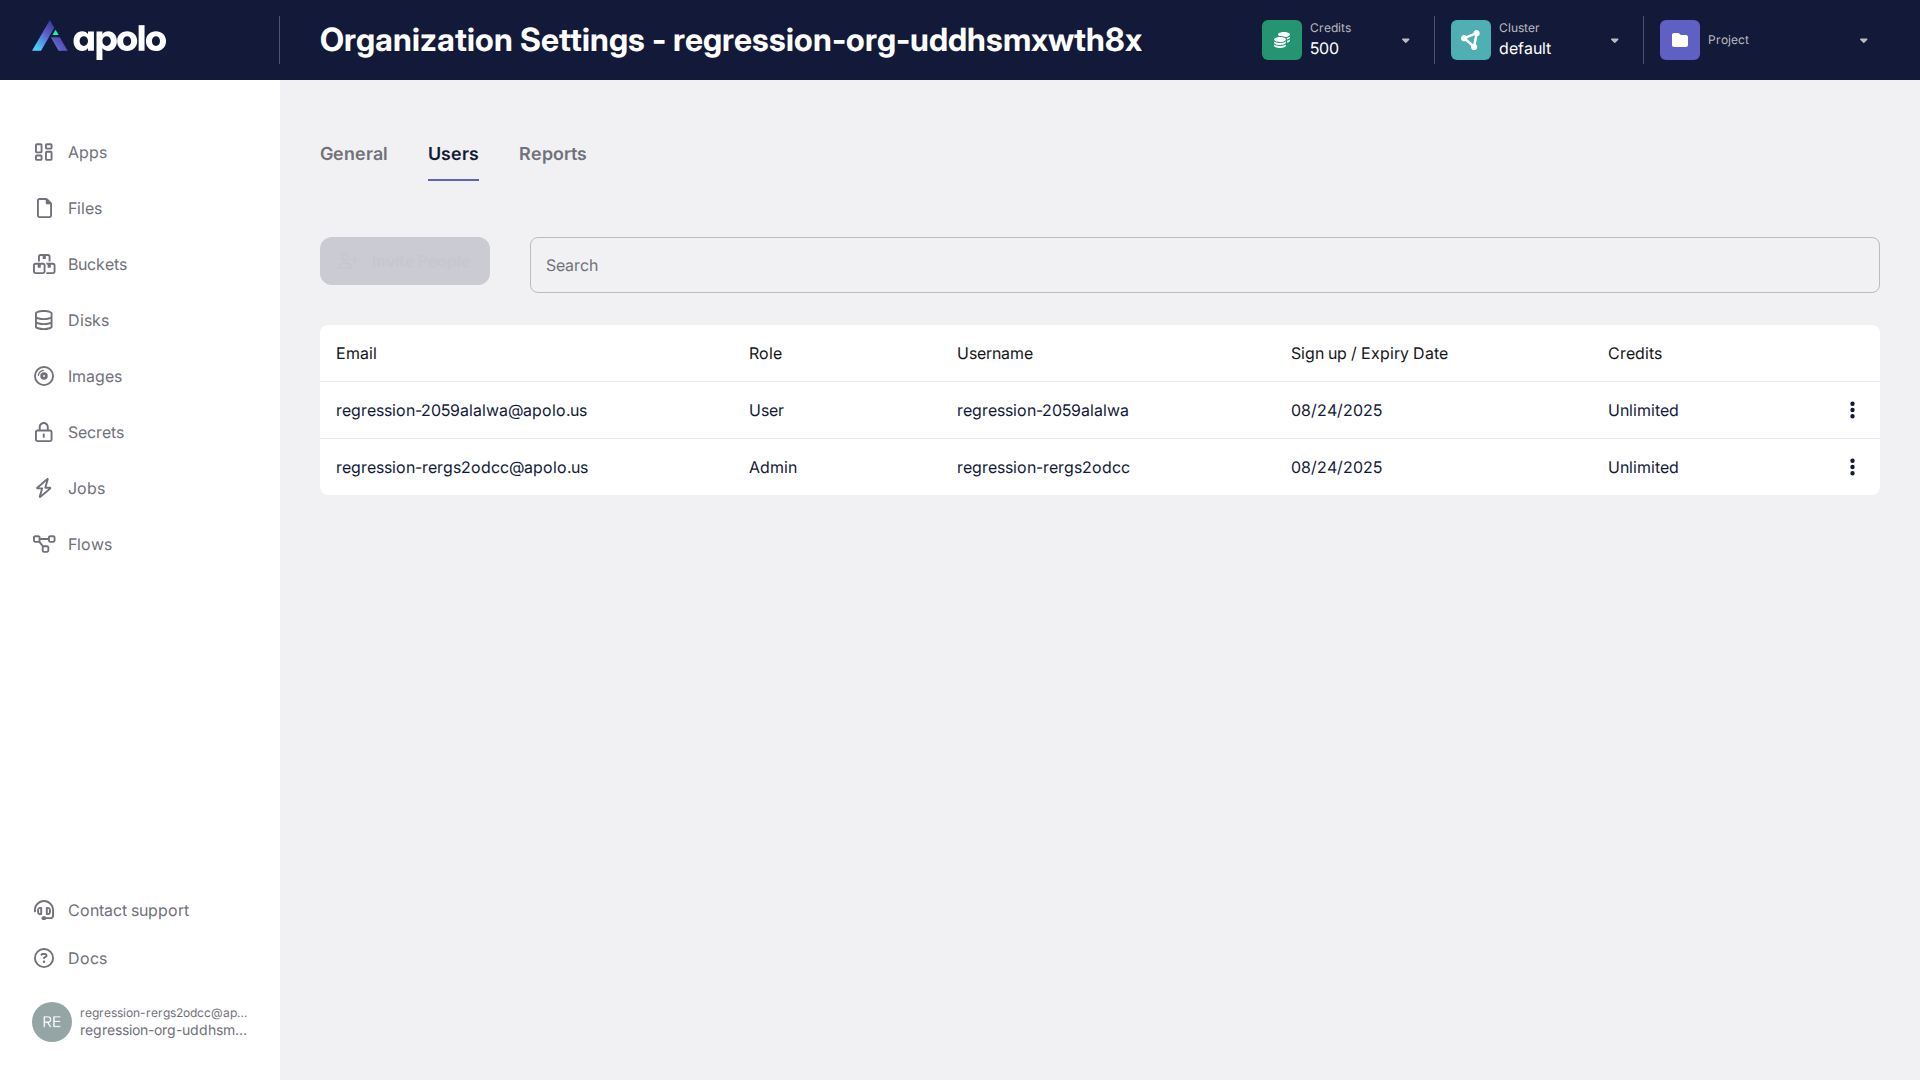 apolo
Organization Settings - regression-org-uddhsmxwth8x
Credits
500
Cluster
default
Project
Apps
Files
Buckets
Disks
Images
Secrets
Jobs
Flows
Contact support
Docs
RE
regression-rergs2odcc@ap...
regression-org-uddhsm...
General
Users
Reports
Invite People
Search
Email Role Username Sign up / Expiry Date Credits
regression-2059alalwa@apolo.us User regression-2059alalwa 08/24/2025 Unlimited
regression-rergs2odcc@apolo.us Admin regression-rergs2odcc 08/24/2025 Unlimited